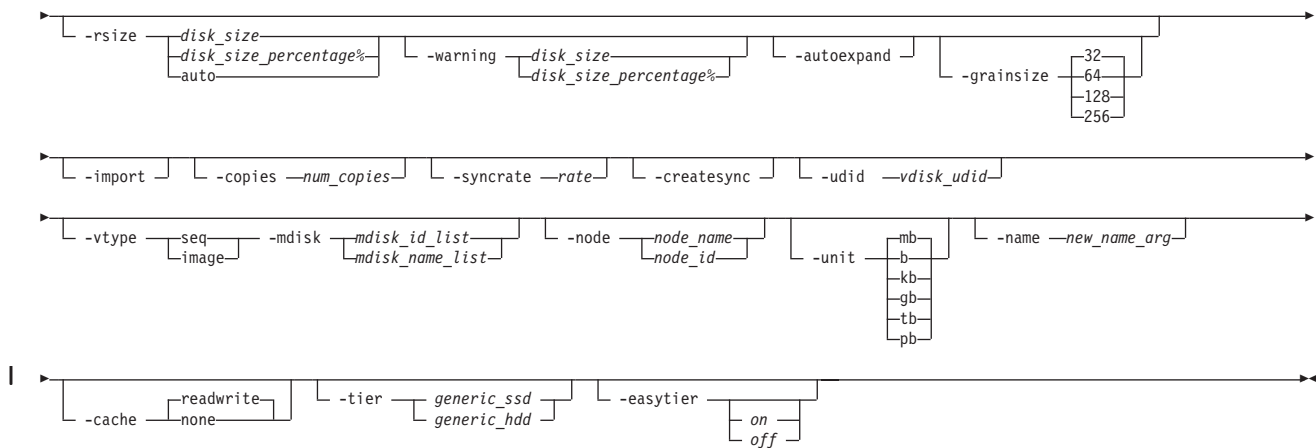 -rsize disk_size -warning disk_size -autoexpand -grainsize 32
disk_size_percentage% disk_size_percentage% 64
auto 128
256
-import -copies num_copies -syncrate rate -createsync -udid vdisk_udid
-vtype seq -mdisk mdisk_id_list -node node_name -unit mb -name new_name_arg
image mdisk_name_list node_id b
kb
gb
tb
pb
-cache readwrite -tier generic_ssd -easytier on
none generic_hdd off